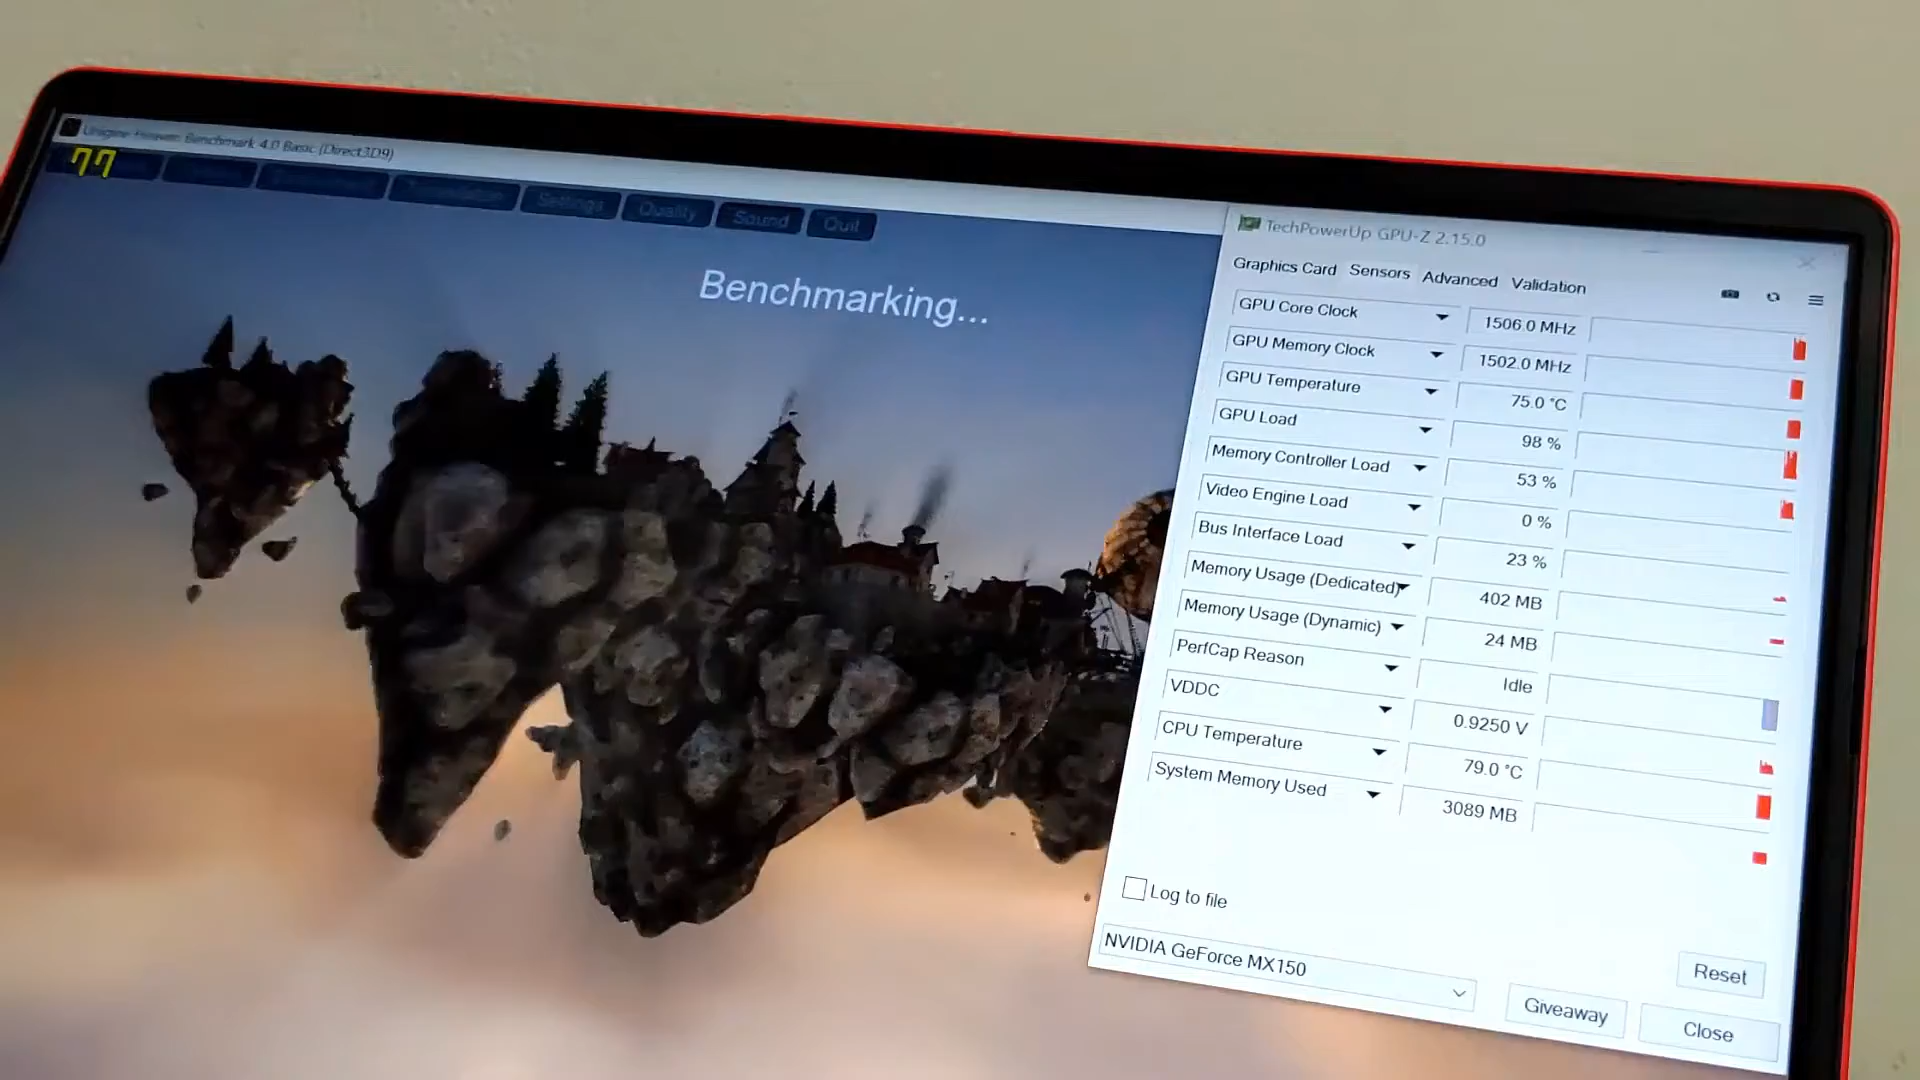 Unigine Heaven Benchmark 4.0 Basic (Direct3D9)
77
Settings
Quality
Sound
Quit
Benchmarking...
TechPowerUp GPU-Z 2.15.0
Graphics Card Sensors Advanced Validation
GPU Core Clock 1506.0 MHz
GPU Memory Clock 1502.0 MHz
GPU Temperature 75.0 °C
GPU Load 98 %
Memory Controller Load 53 %
Video Engine Load 0 %
Bus Interface Load 23 %
Memory Usage (Dedicated) 402 MB
Memory Usage (Dynamic) 24 MB
PerfCap Reason Idle
VDDC 0.9250 V
CPU Temperature 79.0 °C
System Memory Used 3089 MB
Log to file
NVIDIA GeForce MX150
Reset
Giveaway
Close